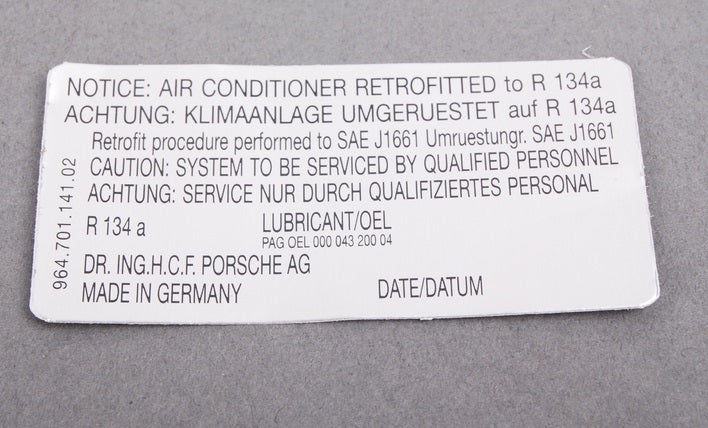 NOTICE: AIR CONDITIONER RETROFITTED to R 134a
ACHTUNG: KLIMAANLAGE UMGERUESTET auf R 134a
Retrofit procedure performed to SAE J1661 Umruestungr. SAE J1661
CAUTION: SYSTEM TO BE SERVICED BY QUALIFIED PERSONNEL
ACHTUNG: SERVICE NUR DURCH QUALIFIZIERTES PERSONAL
R 134 a LUBRICANT/OEL
PAG OEL 000 043 200 04
DR. ING.H.C.F. PORSCHE AG
MADE IN GERMANY DATE/DATUM
964.701.141.02